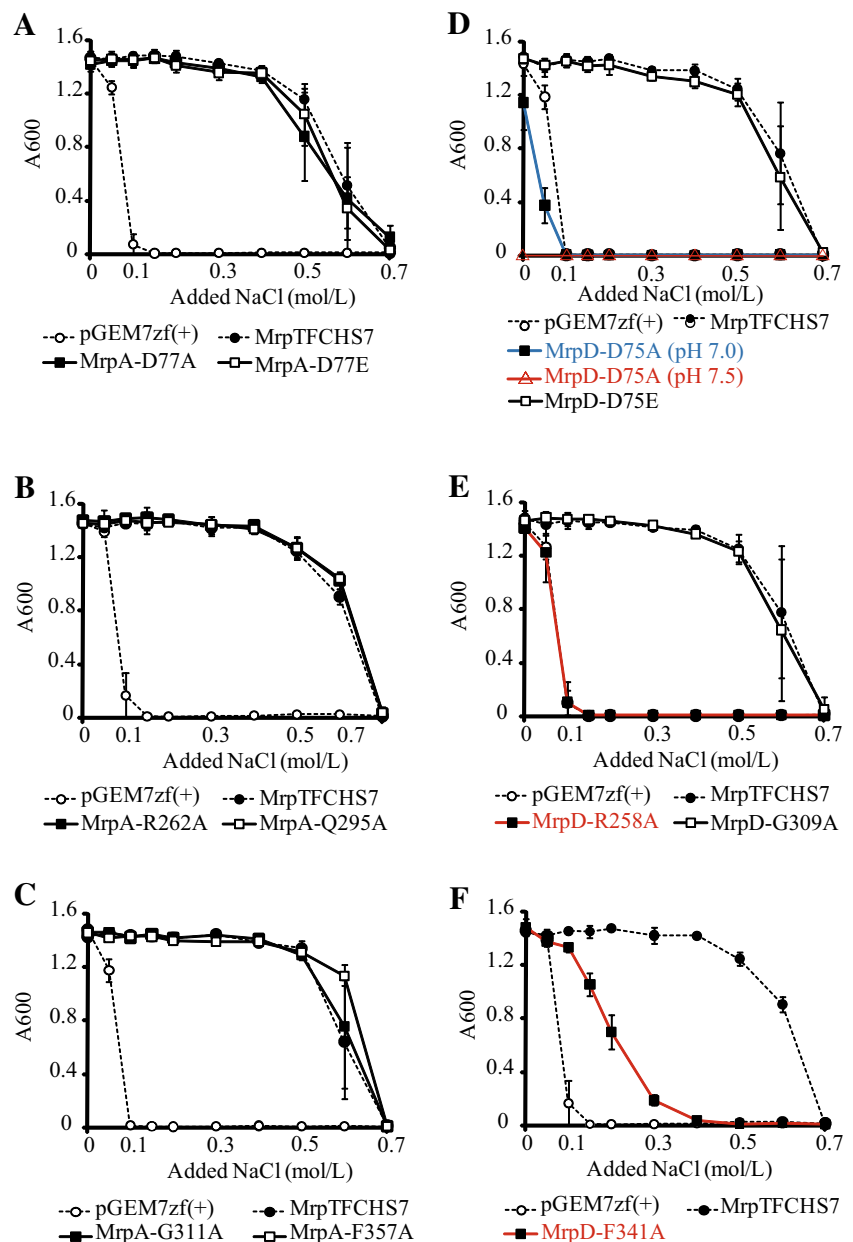 A
1.6
1.2
0.8
0.4
0
A600
0 0.1 0.3 0.5 0.7
Added NaCl (mol/L)
pGEM7zf(+) MrpTFCHS7
MrpA-D77A MrpA-D77E
B
1.6
1.2
0.8
0.4
0
A600
0 0.1 0.3 0.5 0.7
Added NaCl (mol/L)
pGEM7zf(+) MrpTFCHS7
MrpA-R262A MrpA-Q295A
C
1.6
1.2
0.8
0.4
0
A600
0 0.1 0.3 0.5 0.7
Added NaCl (mol/L)
pGEM7zf(+) MrpTFCHS7
MrpA-G311A MrpA-F357A
D
1.6
1.2
0.8
0.4
0
A600
0 0.1 0.3 0.5 0.7
Added NaCl (mol/L)
pGEM7zf(+) MrpTFCHS7
MrpD-D75A (pH 7.0)
MrpD-D75A (pH 7.5)
MrpD-D75E
E
1.6
1.2
0.8
0.4
0
A600
0 0.1 0.3 0.5 0.7
Added NaCl (mol/L)
pGEM7zf(+) MrpTFCHS7
MrpD-R258A MrpD-G309A
F
1.6
1.2
0.8
0.4
0
A600
0 0.1 0.3 0.5 0.7
Added NaCl (mol/L)
pGEM7zf(+) MrpTFCHS7
MrpD-F341A